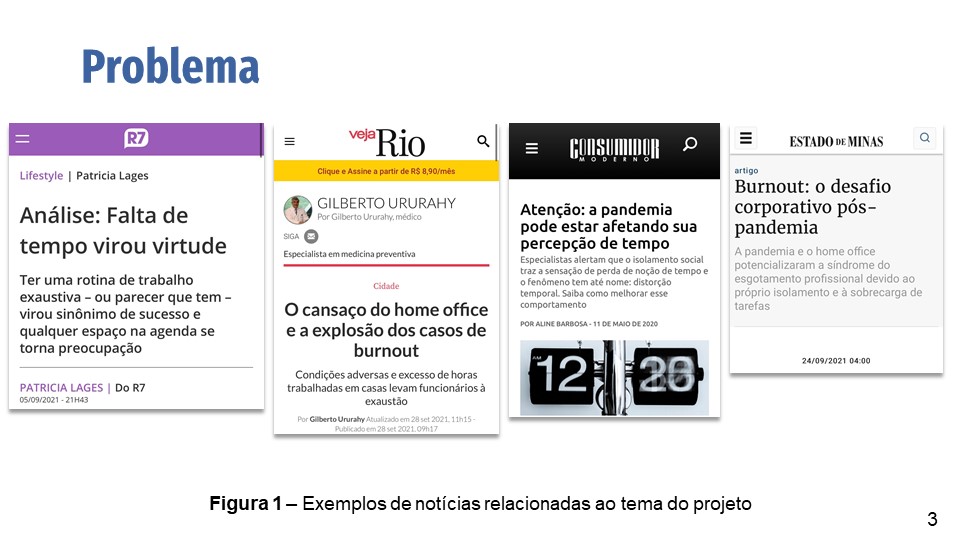 Problema
R7
Lifestyle | Patricia Lages
Análise: Falta de
tempo virou virtude
Ter uma rotina de trabalho
exaustiva – ou parecer que tem –
virou sinônimo de sucesso e
qualquer espaço na agenda se
torna preocupação
PATRICIA LAGES | Do R7
05/09/2021 - 21H43
veja Rio
Clique e Assine a partir de R$ 8,90/mês
GILBERTO URURAHY
Por Gilberto Ururahy, médico
SIGA
Especialista em medicina preventiva
Cidade
O cansaço do home office
e a explosão dos casos de
burnout
Condições adversas e excesso de horas
trabalhadas em casas levam funcionários à
exaustão
Por Gilberto Ururahy Atualizado em 28 set 2021, 11h15 -
Publicado em 28 set 2021, 09h17
CONSUMIDOR
MODERNO
Atenção: a pandemia
pode estar afetando sua
percepção de tempo
Especialistas alertam que o isolamento social
traz a sensação de perda de noção de tempo e
o fenômeno tem até nome: distorção
temporal. Saiba como melhorar esse
comportamento
POR ALINE BARBOSA - 11 DE MAIO DE 2020
AM
12
ESTADO DE MINAS
artigo
Burnout: o desafio
corporativo pós-
pandemia
A pandemia e o home office
potencializaram a síndrome do
esgotamento profissional devido ao
próprio isolamento e à sobrecarga de
tarefas
24/09/2021 04:00
Figura 1 – Exemplos de notícias relacionadas ao tema do projeto
3